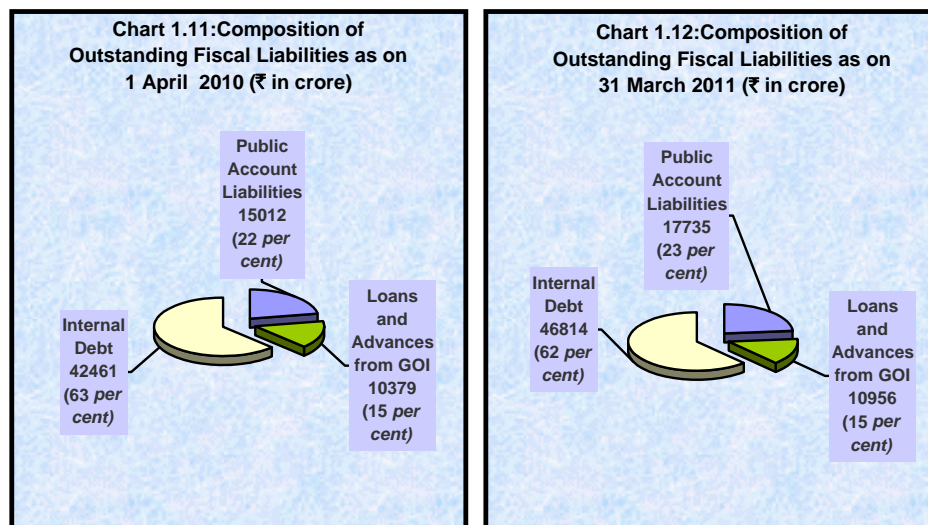 Chart 1.11:Composition of
Outstanding Fiscal Liabilities as on
1 April  2010 (₹ in crore)
Public
Account
Liabilities
15012
(22 per
cent)
Internal
Debt
42461
(63 per
cent)
Loans
and
Advances
from GOI
10379
(15 per
cent)
Chart 1.12:Composition of
Outstanding Fiscal Liabilities as on
31 March 2011 (₹ in crore)
Public
Account
Liabilities
17735
(23 per
cent)
Internal
Debt
46814
(62 per
cent)
Loans
and
Advances
from GOI
10956
(15 per
cent)